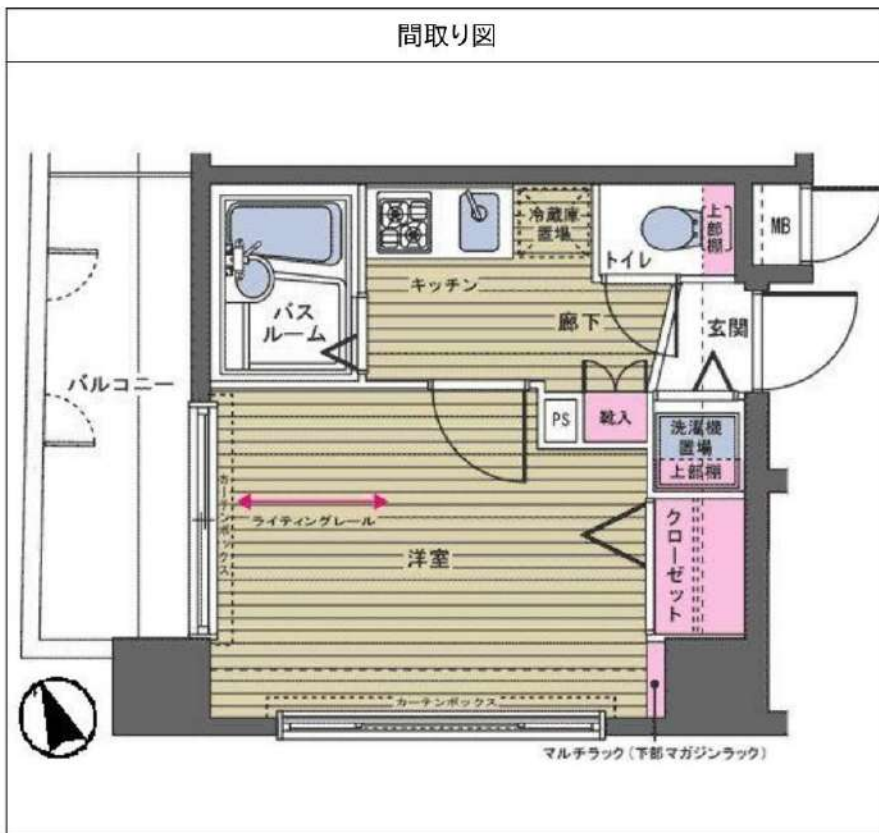 間取り図
冷蔵庫
置場
上部棚
MB
トイレ
キッチン
バス
ルーム
廊下
玄関
バルコニー
PS
靴入
洗濯機
置場
上部棚
カーテンボックス
ライティングレール
洋室
クローゼット
カーテンボックス
マルチラック(下部マガジンラック)